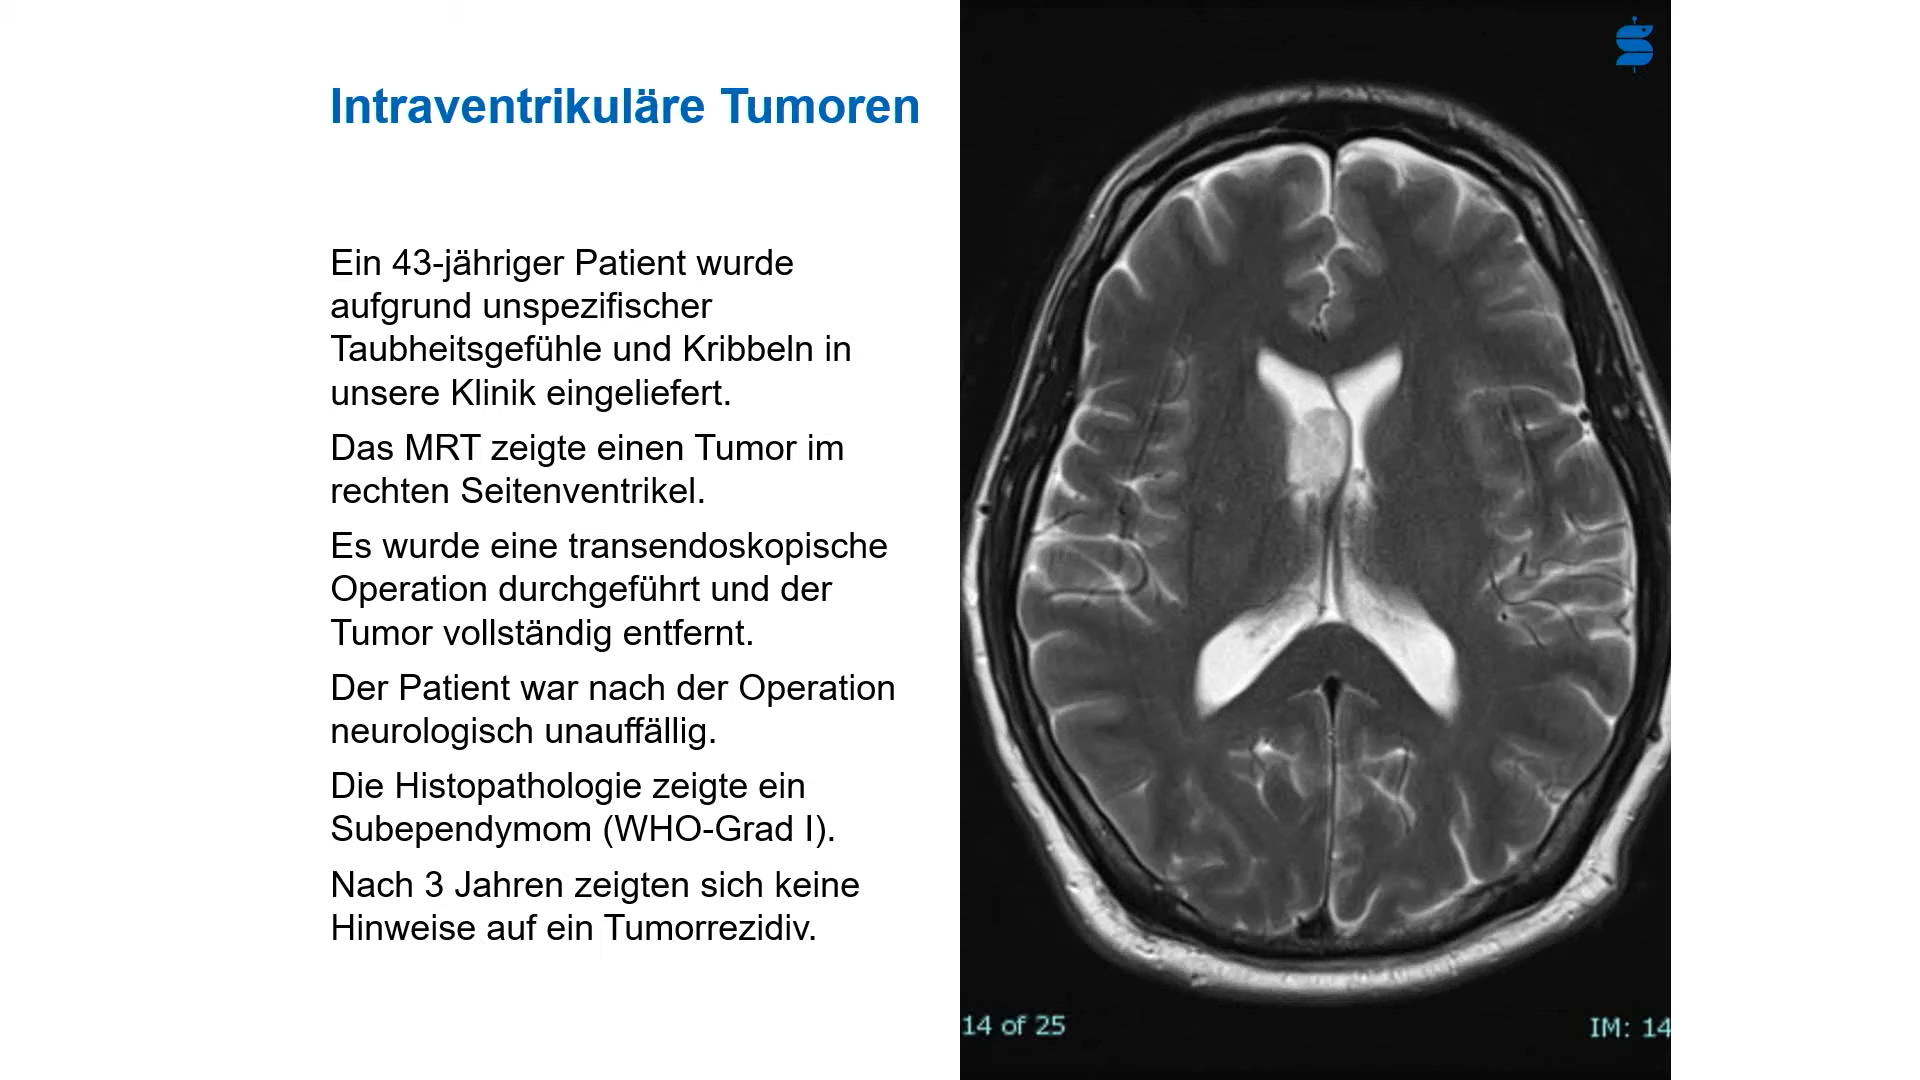 Intraventrikuläre Tumoren
Ein 43-jähriger Patient wurde
aufgrund unspezifischer
Taubheitsgefühle und Kribbeln in
unsere Klinik eingeliefert.
Das MRT zeigte einen Tumor im
rechten Seitenventrikel.
Es wurde eine transendoskopische
Operation durchgeführt und der
Tumor vollständig entfernt.
Der Patient war nach der Operation
neurologisch unauffällig.
Die Histopathologie zeigte ein
Subependymom (WHO-Grad I).
Nach 3 Jahren zeigten sich keine
Hinweise auf ein Tumorrezidiv.
14 of 25
IM: 14